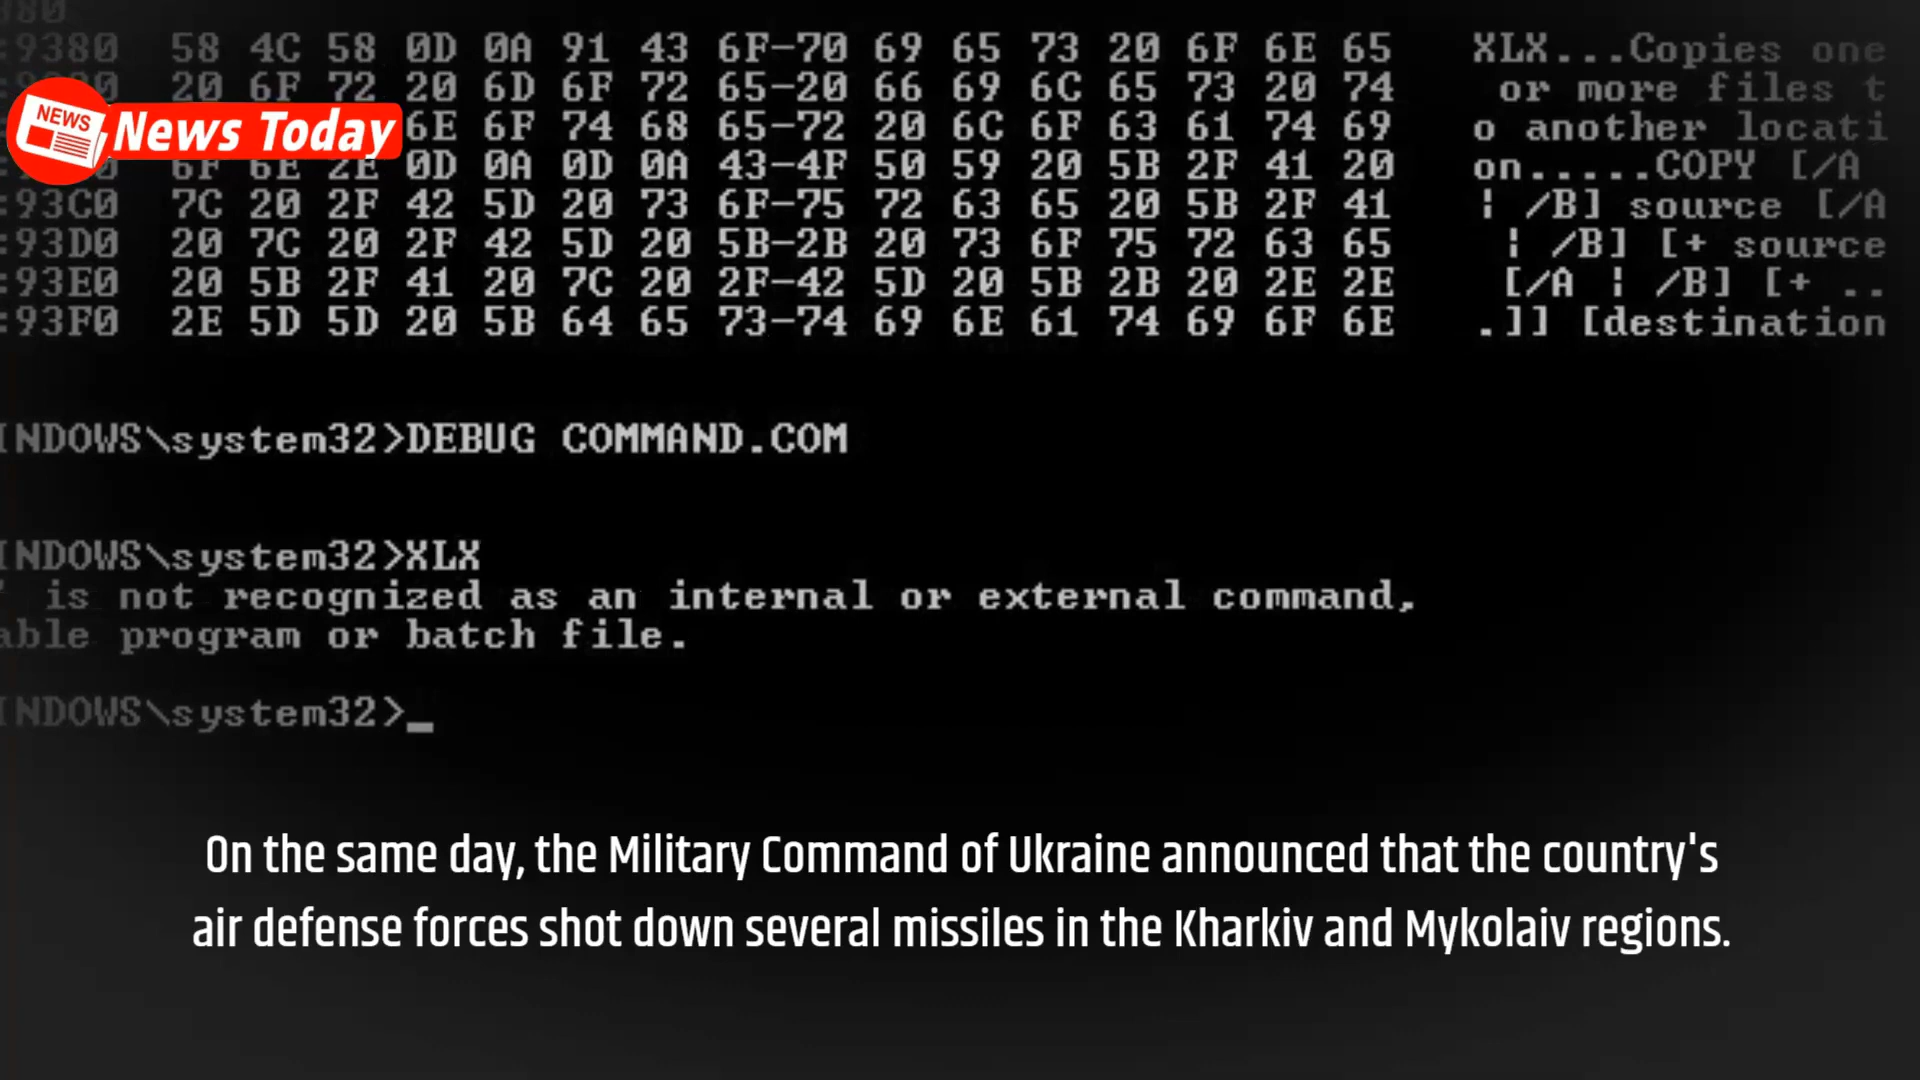 :9380 58 4C 58 0D 0A 91 43 6F-70 69 65 73 20 6F 6E 65 XLX...Copies one
20 6F 72 20 6D 6F 72 65-20 66 69 6C 65 73 20 74 or more files t
NEWS
News Today
6E 6F 74 68 65-72 20 6C 6F 63 61 74 69 o another locati
6F 6E 2E 0D 0A 0D 0A 43-4F 50 59 20 5B 2F 41 20 on.....COPY [/A
:93C0 7C 20 2F 42 5D 20 73 6F-75 72 63 65 20 5B 2F 41 ¦ /B] source [/A
:93D0 20 7C 20 2F 42 5D 20 5B-2B 20 73 6F 75 72 63 65 ¦ /B] [+ source
:93E0 20 5B 2F 41 20 7C 20 2F-42 5D 20 5B 2B 20 2E 2E [/A ¦ /B] [+ ..
:93F0 2E 5D 5D 20 5B 64 65 73-74 69 6E 61 74 69 6F 6E .]] [destination
INDOWS\system32>DEBUG COMMAND.COM
INDOWS\system32>XLX
' is not recognized as an internal or external command,
able program or batch file.
INDOWS\system32>_
On the same day, the Military Command of Ukraine announced that the country's
air defense forces shot down several missiles in the Kharkiv and Mykolaiv regions.